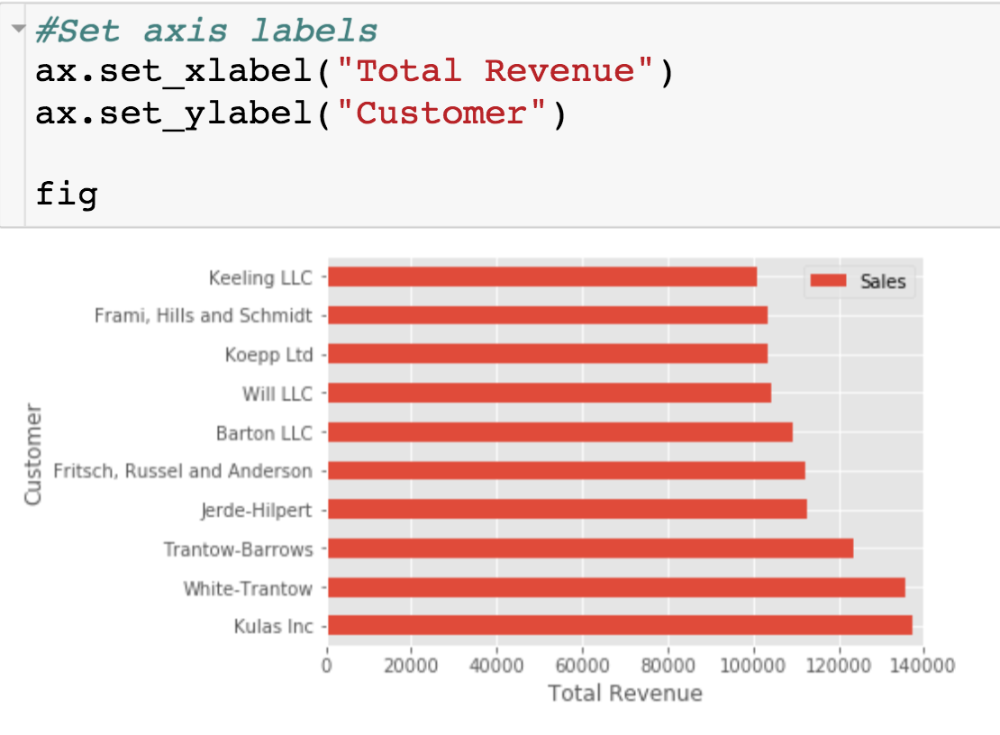 #Set axis labels
ax.set_xlabel("Total Revenue")
ax.set_ylabel("Customer")
fig
Sales
Customer
Keeling LLC
Frami, Hills and Schmidt
Koepp Ltd
Will LLC
Barton LLC
Fritsch, Russel and Anderson
Jerde-Hilpert
Trantow-Barrows
White-Trantow
Kulas Inc
0 20000 40000 60000 80000 100000 120000 140000
Total Revenue